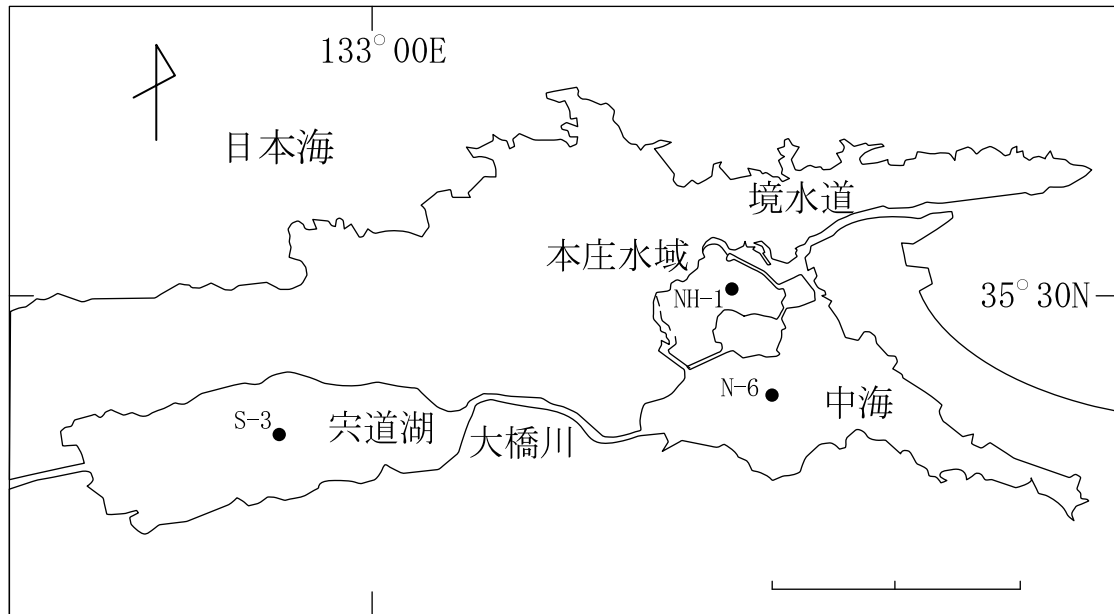 133°00E
日本海
境水道
本庄水域
NH-1
35°30N
N-6
中海
S-3
宍道湖
大橋川